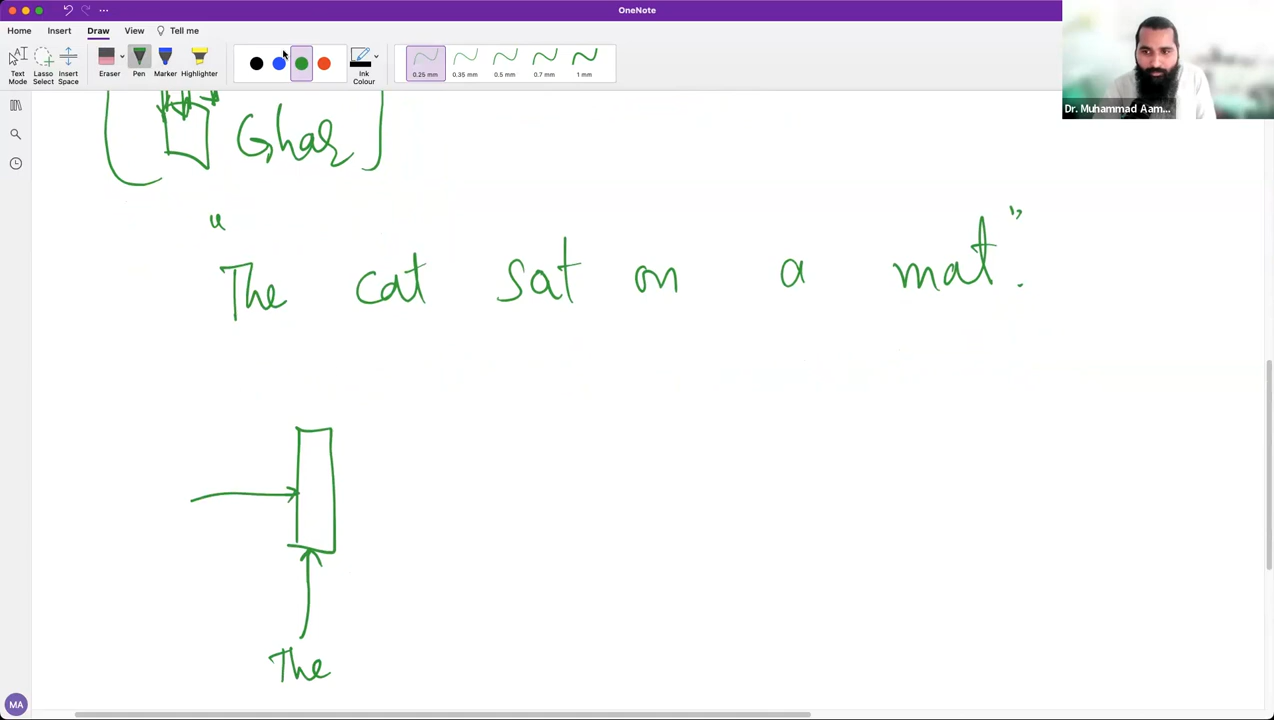 OneNote
Home Insert Draw View Tell me
Text Mode Lasso Select Insert Space Eraser Pen Marker Highlighter Ink Colour 0.25 mm 0.35 mm 0.5 mm 0.7 mm 1 mm
Dr. Muhammad Aam...
Ghar
"The cat sat on a mat."
The
MA